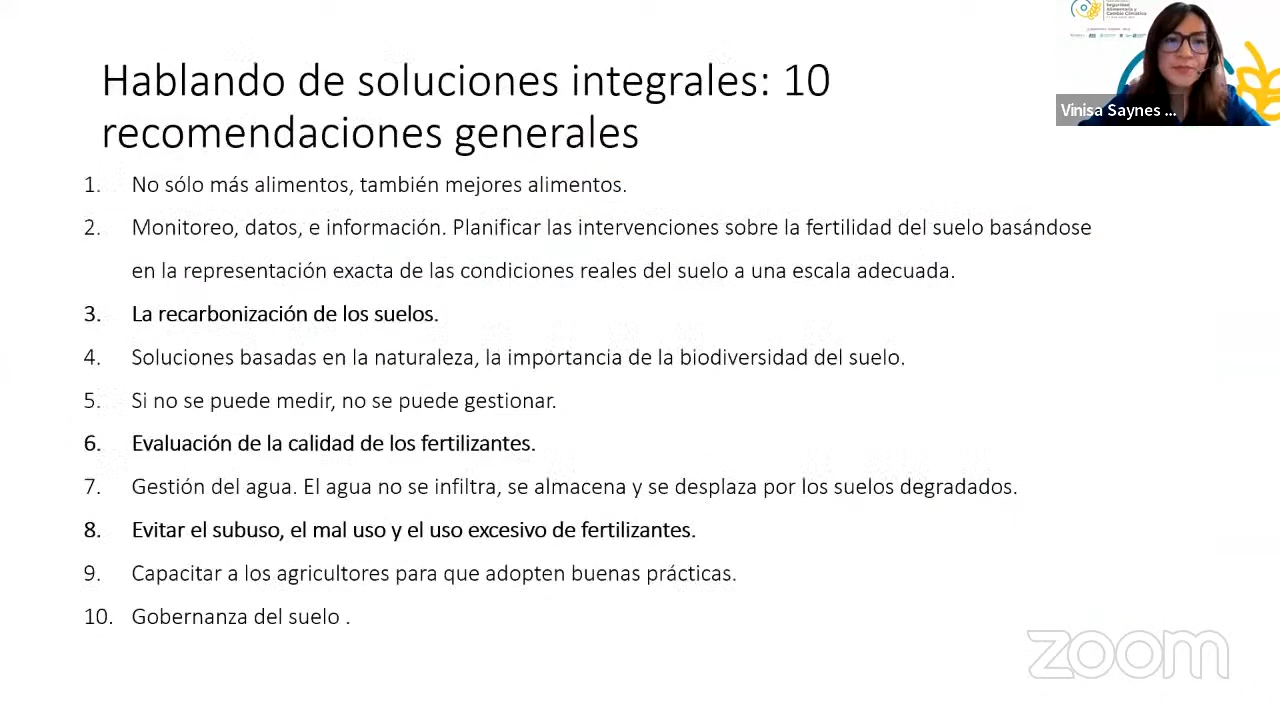 Hablando de soluciones integrales: 10
recomendaciones generales
1. No sólo más alimentos, también mejores alimentos.
2. Monitoreo, datos, e información. Planificar las intervenciones sobre la fertilidad del suelo basándose
en la representación exacta de las condiciones reales del suelo a una escala adecuada.
3. La recarbonización de los suelos.
4. Soluciones basadas en la naturaleza, la importancia de la biodiversidad del suelo.
5. Si no se puede medir, no se puede gestionar.
6. Evaluación de la calidad de los fertilizantes.
7. Gestión del agua. El agua no se infiltra, se almacena y se desplaza por los suelos degradados.
8. Evitar el subuso, el mal uso y el uso excesivo de fertilizantes.
9. Capacitar a los agricultores para que adopten buenas prácticas.
10. Gobernanza del suelo .
Seguridad
Alimentaria y
Cambio Climático
Vinisa Saynes ...
zoom